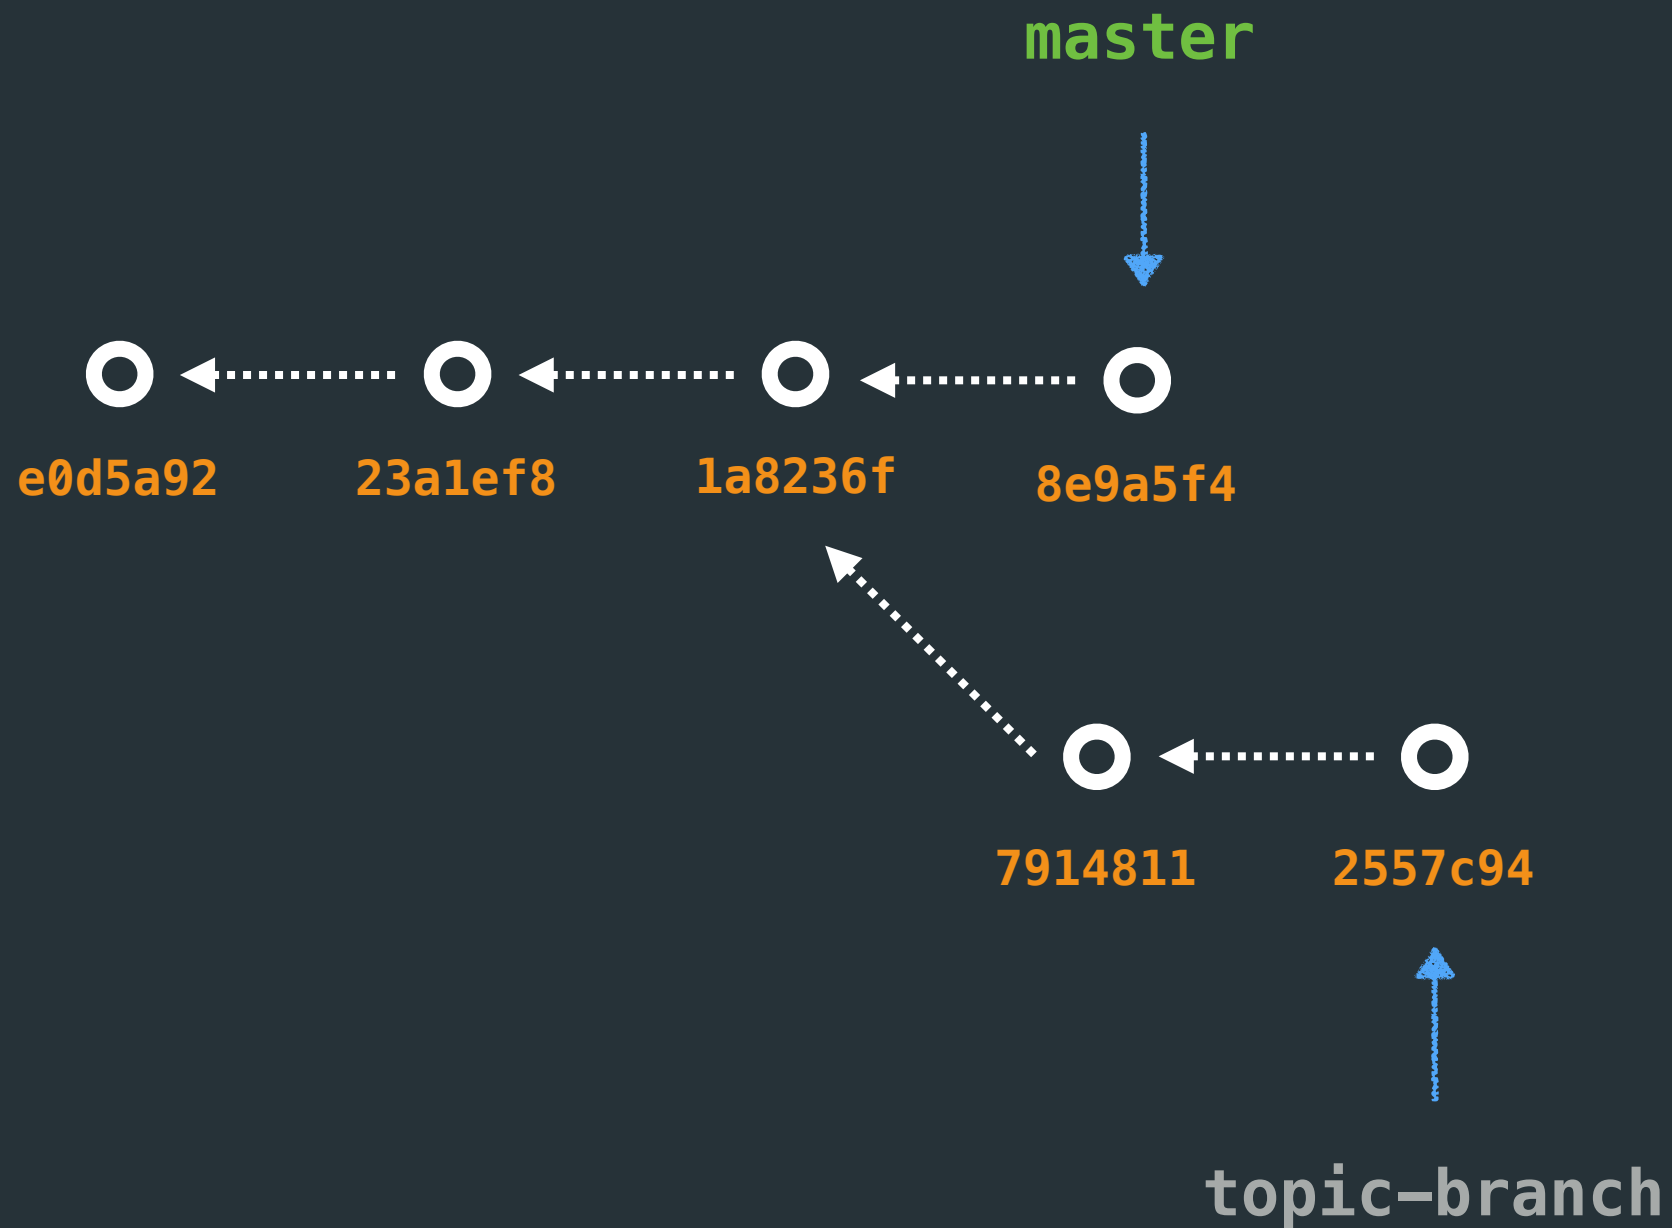 master
e0d5a92
23a1ef8
1a8236f
8e9a5f4
7914811
2557c94
topic-branch